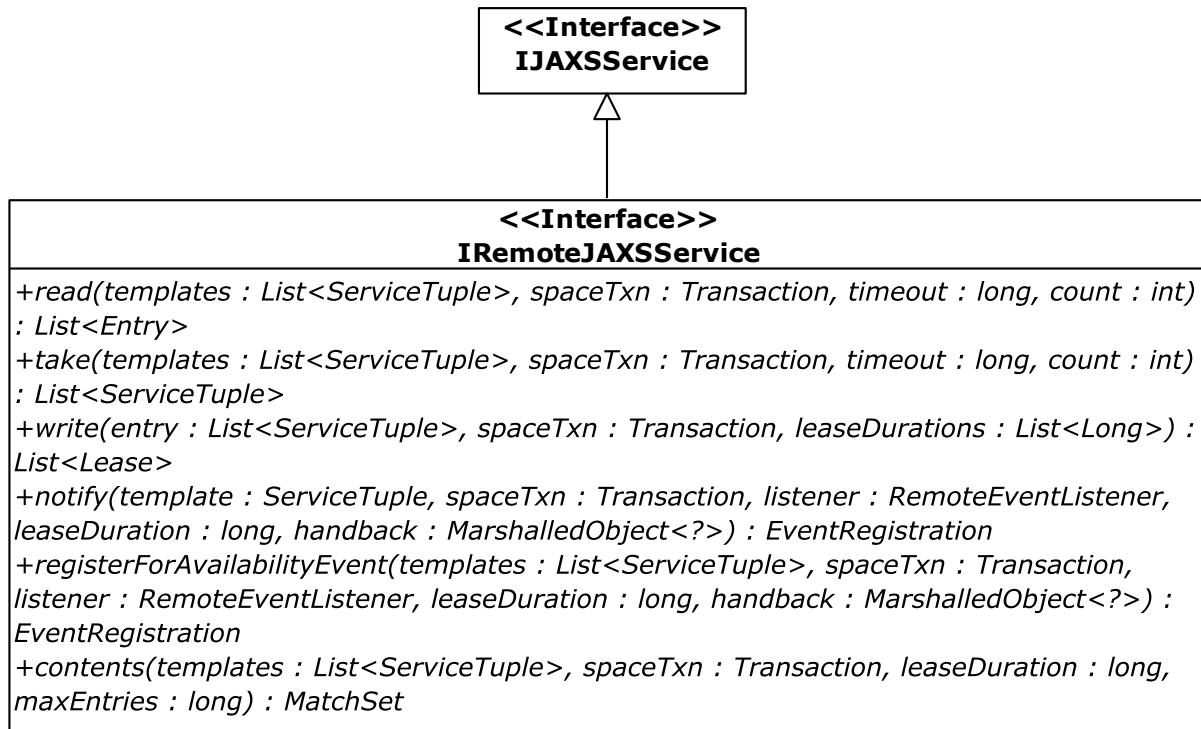 <<Interface>>
IJAXSService
<<Interface>>
IRemoteJAXSService
+read(templates : List<ServiceTuple>, spaceTxn : Transaction, timeout : long, count : int)
: List<Entry>
+take(templates : List<ServiceTuple>, spaceTxn : Transaction, timeout : long, count : int)
: List<ServiceTuple>
+write(entry : List<ServiceTuple>, spaceTxn : Transaction, leaseDurations : List<Long>) :
List<Lease>
+notify(template : ServiceTuple, spaceTxn : Transaction, listener : RemoteEventListener,
leaseDuration : long, handback : MarshalledObject<?>) : EventRegistration
+registerForAvailabilityEvent(templates : List<ServiceTuple>, spaceTxn : Transaction,
listener : RemoteEventListener, leaseDuration : long, handback : MarshalledObject<?>) :
EventRegistration
+contents(templates : List<ServiceTuple>, spaceTxn : Transaction, leaseDuration : long,
maxEntries : long) : MatchSet